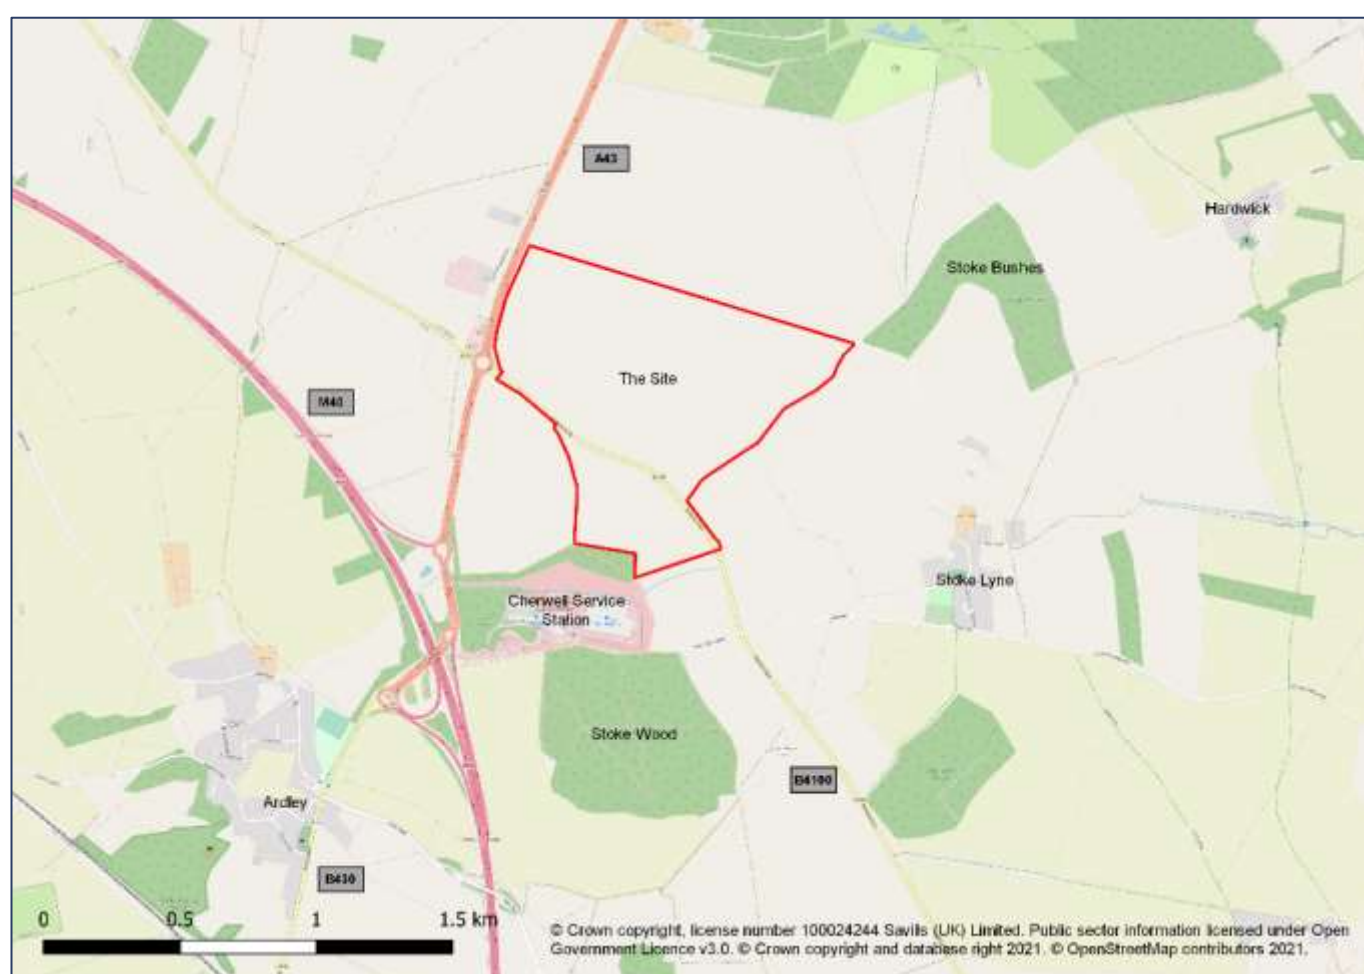 A43
Hardwick
Stoke Bushes
The Site
M40
Stoke Lyne
Cherwell Service
Station
Stoke Wood
B4100
Ardley
B430
0 0.5 1 1.5 km
© Crown copyright, license number 100024244 Savills (UK) Limited. Public sector information licensed under Open
Government Licence v3.0. © Crown copyright and database right 2021. © OpenStreetMap contributors 2021.